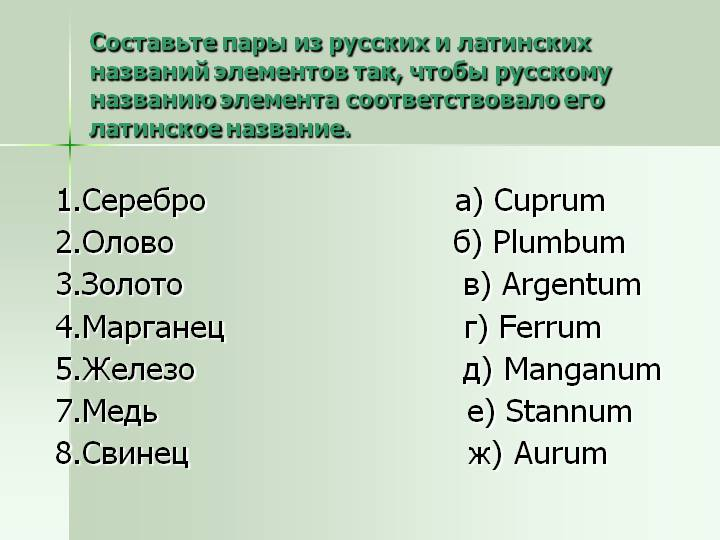 Составьте пары из русских и латинских
названий элементов так, чтобы русскому
названию элемента соответствовало его
латинское название.
1.Серебро а) Cuprum
2.Олово б) Plumbum
3.Золото в) Argentum
4.Марганец г) Ferrum
5.Железо д) Manganum
7.Медь е) Stannum
8.Свинец ж) Aurum